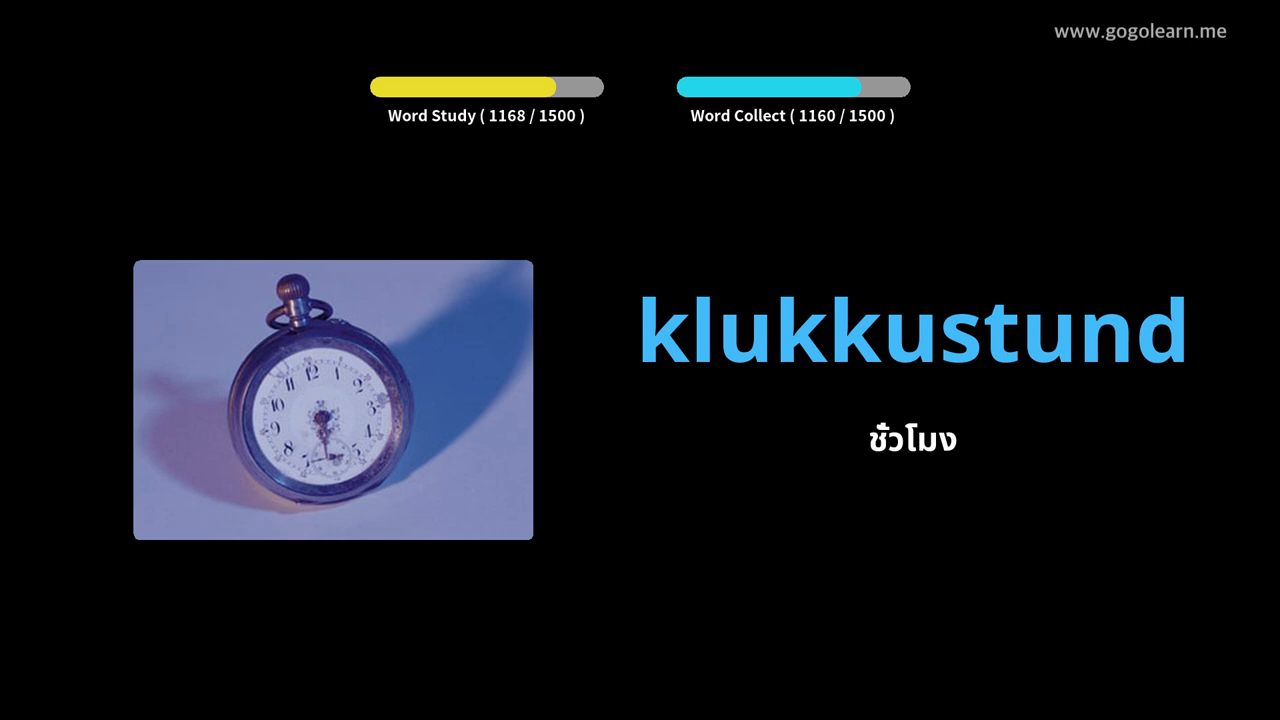 www.gogolearn.me
Word Study ( 1168 / 1500 )
Word Collect ( 1160 / 1500 )
klukkustund
ชั่วโมง